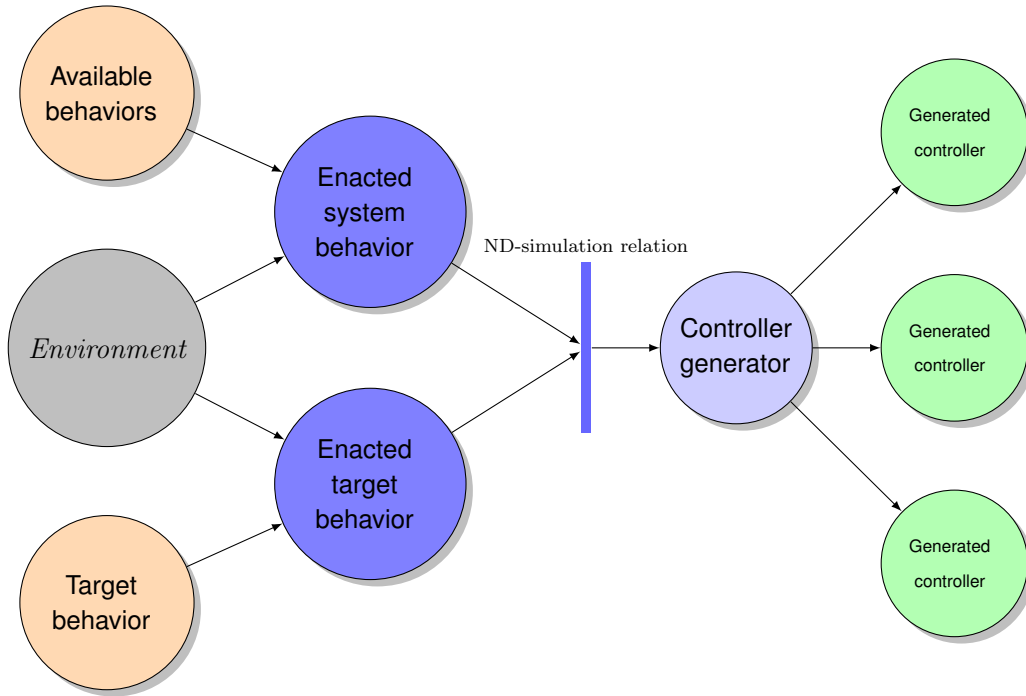 Available
behaviors
Environment
Target
behavior
Enacted
system
behavior
Enacted
target
behavior
ND-simulation relation
Controller
generator
Generated
controller
Generated
controller
Generated
controller